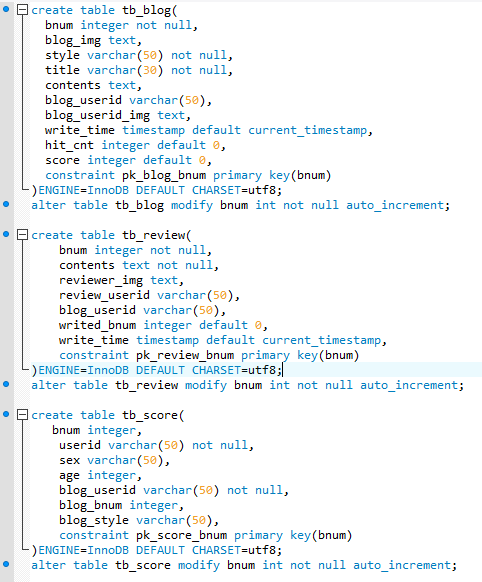 create table tb_blog(
bnum integer not null,
blog_img text,
style varchar(50) not null,
title varchar(30) not null,
contents text,
blog_userid varchar(50),
blog_userid_img text,
write_time timestamp default current_timestamp,
hit_cnt integer default 0,
score integer default 0,
constraint pk_blog_bnum primary key(bnum)
)ENGINE=InnoDB DEFAULT CHARSET=utf8;
alter table tb_blog modify bnum int not null auto_increment;
create table tb_review(
bnum integer not null,
contents text not null,
reviewer_img text,
review_userid varchar(50),
blog_userid varchar(50),
writed_bnum integer default 0,
write_time timestamp default current_timestamp,
constraint pk_review_bnum primary key(bnum)
)ENGINE=InnoDB DEFAULT CHARSET=utf8;
alter table tb_review modify bnum int not null auto_increment;
create table tb_score(
bnum integer,
userid varchar(50) not null,
sex varchar(50),
age integer,
blog_userid varchar(50) not null,
blog_bnum integer,
blog_style varchar(50),
constraint pk_score_bnum primary key(bnum)
)ENGINE=InnoDB DEFAULT CHARSET=utf8;
alter table tb_score modify bnum int not null auto_increment;